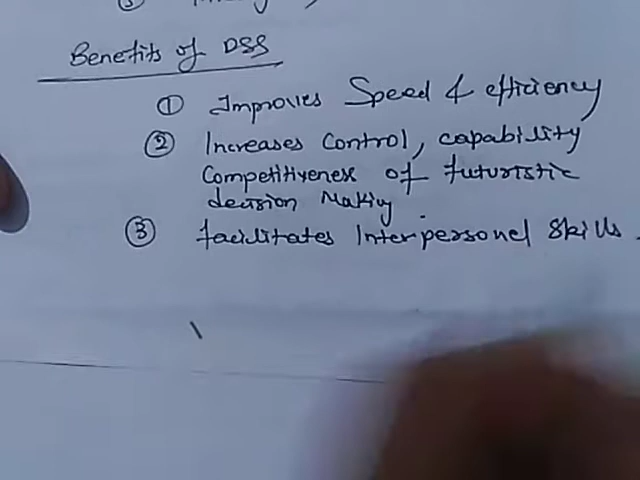 Benefits of DSS
① Improves Speed & efficiency
② Increases Control, capability
Competitiveness of futuristic
decision Making
③ facilitates Interpersonel Skills.